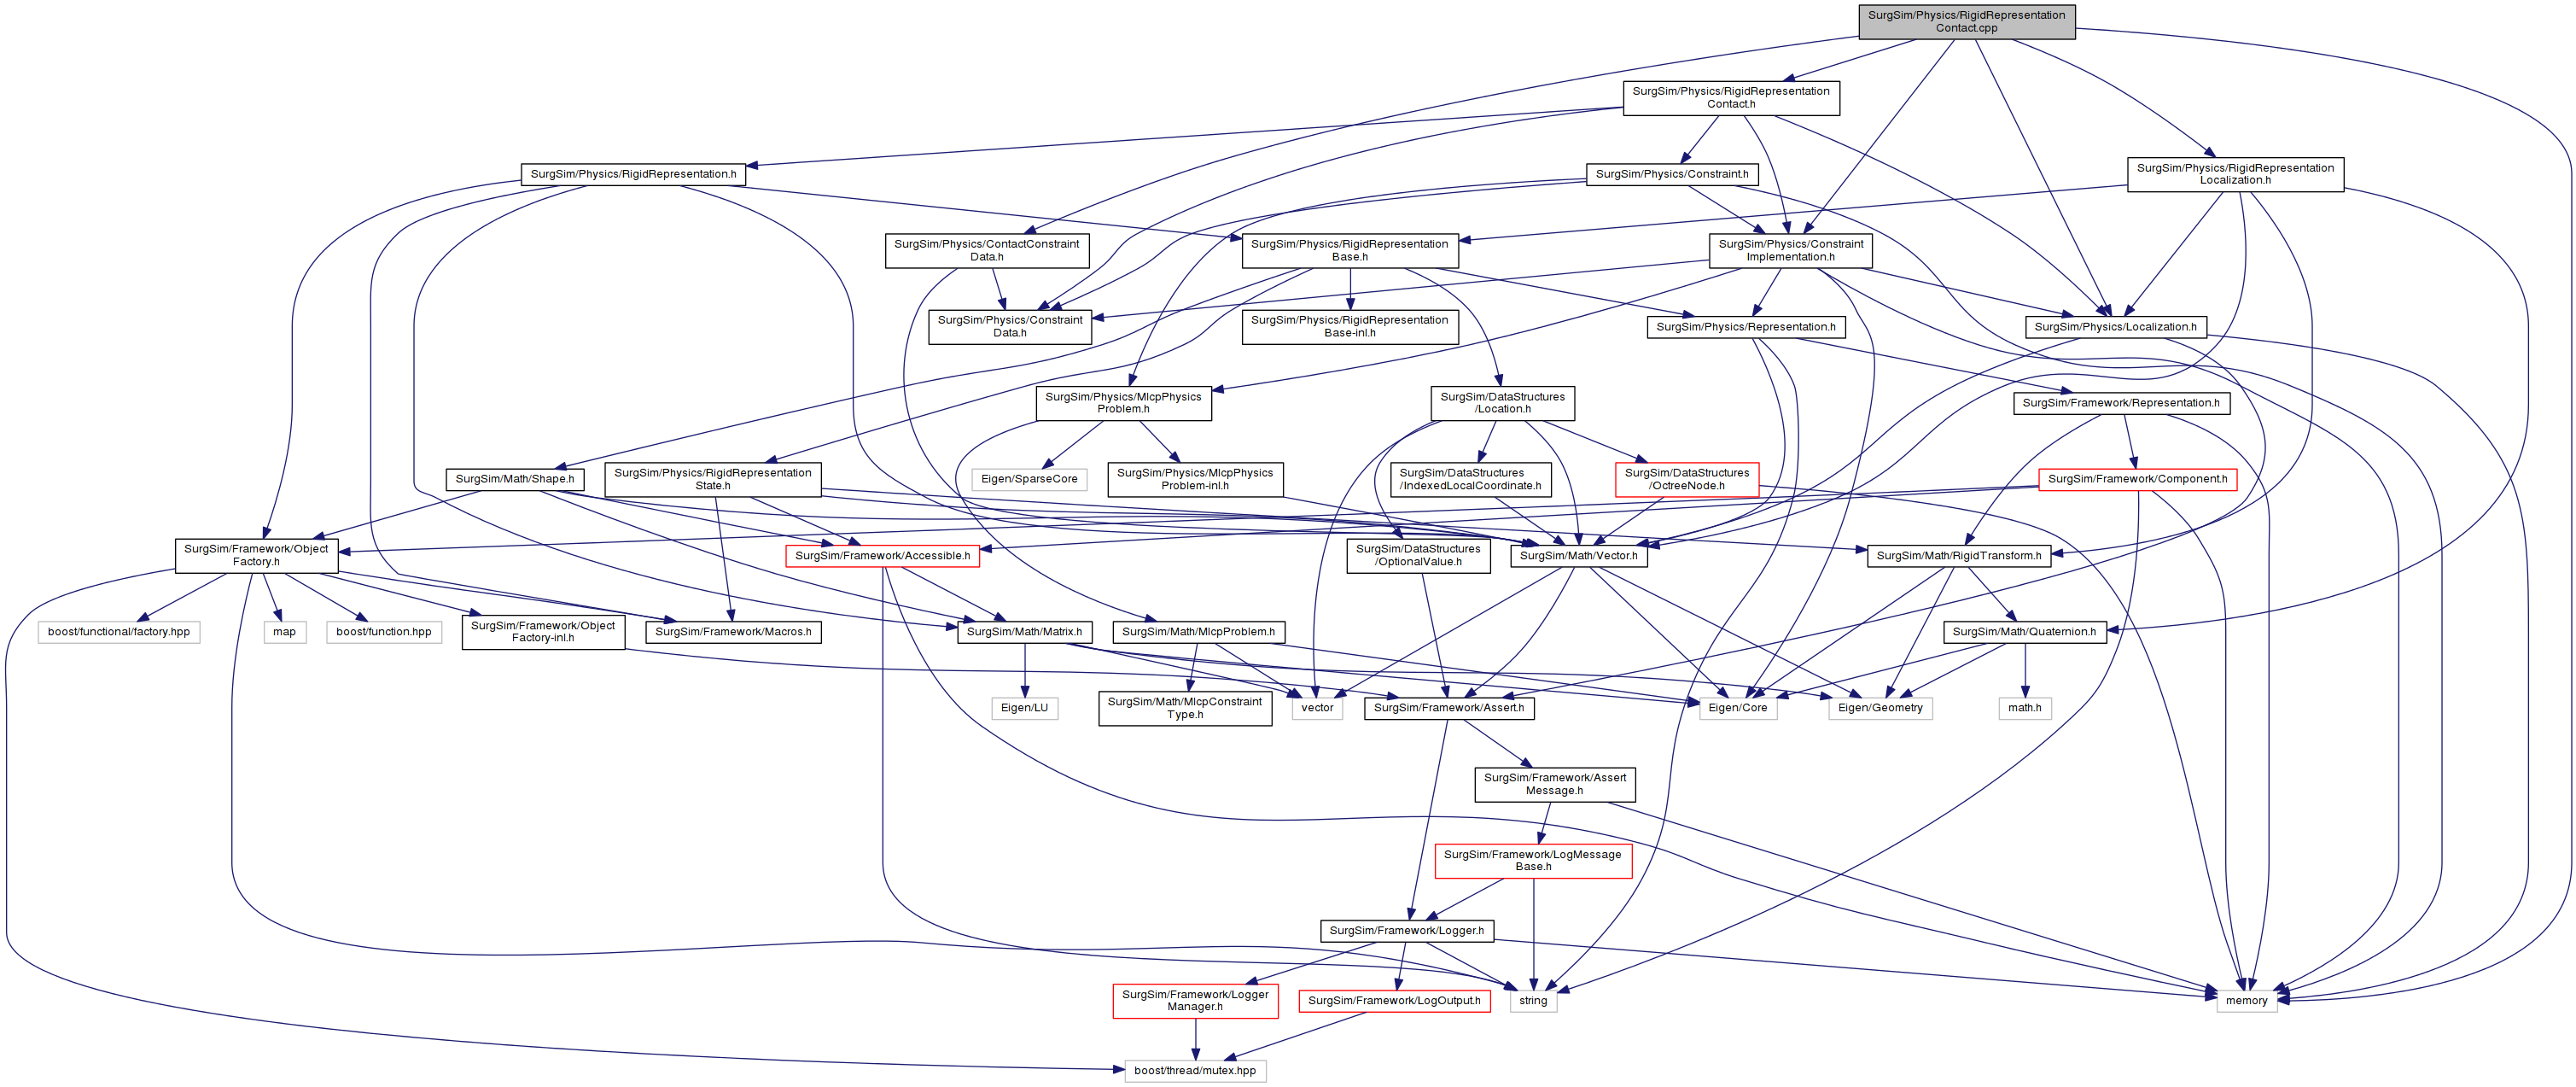 SurgSim/Physics/RigidRepresentation
Contact.cpp
SurgSim/Physics/RigidRepresentation
Contact.h
SurgSim/Physics/RigidRepresentation.h
SurgSim/Physics/Constraint.h
SurgSim/Physics/RigidRepresentation
Localization.h
SurgSim/Physics/ContactConstraint
Data.h
SurgSim/Physics/RigidRepresentation
Base.h
SurgSim/Physics/Constraint
Implementation.h
SurgSim/Physics/Constraint
Data.h
SurgSim/Physics/RigidRepresentation
Base-inl.h
SurgSim/Physics/Representation.h
SurgSim/Physics/Localization.h
SurgSim/Physics/MlcpPhysics
Problem.h
SurgSim/DataStructures
/Location.h
SurgSim/Framework/Representation.h
SurgSim/Math/Shape.h
SurgSim/Physics/RigidRepresentation
State.h
Eigen/SparseCore
SurgSim/Physics/MlcpPhysics
Problem-inl.h
SurgSim/DataStructures
/IndexedLocalCoordinate.h
SurgSim/DataStructures
/OctreeNode.h
SurgSim/Framework/Component.h
SurgSim/Framework/Object
Factory.h
SurgSim/Framework/Accessible.h
SurgSim/DataStructures
/OptionalValue.h
SurgSim/Math/Vector.h
SurgSim/Math/RigidTransform.h
boost/functional/factory.hpp
map
boost/function.hpp
SurgSim/Framework/Object
Factory-inl.h
SurgSim/Framework/Macros.h
SurgSim/Math/Matrix.h
SurgSim/Math/MlcpProblem.h
SurgSim/Math/Quaternion.h
Eigen/LU
SurgSim/Math/MlcpConstraint
Type.h
vector
SurgSim/Framework/Assert.h
Eigen/Core
Eigen/Geometry
math.h
SurgSim/Framework/Assert
Message.h
SurgSim/Framework/LogMessage
Base.h
SurgSim/Framework/Logger.h
SurgSim/Framework/Logger
Manager.h
SurgSim/Framework/LogOutput.h
string
memory
boost/thread/mutex.hpp